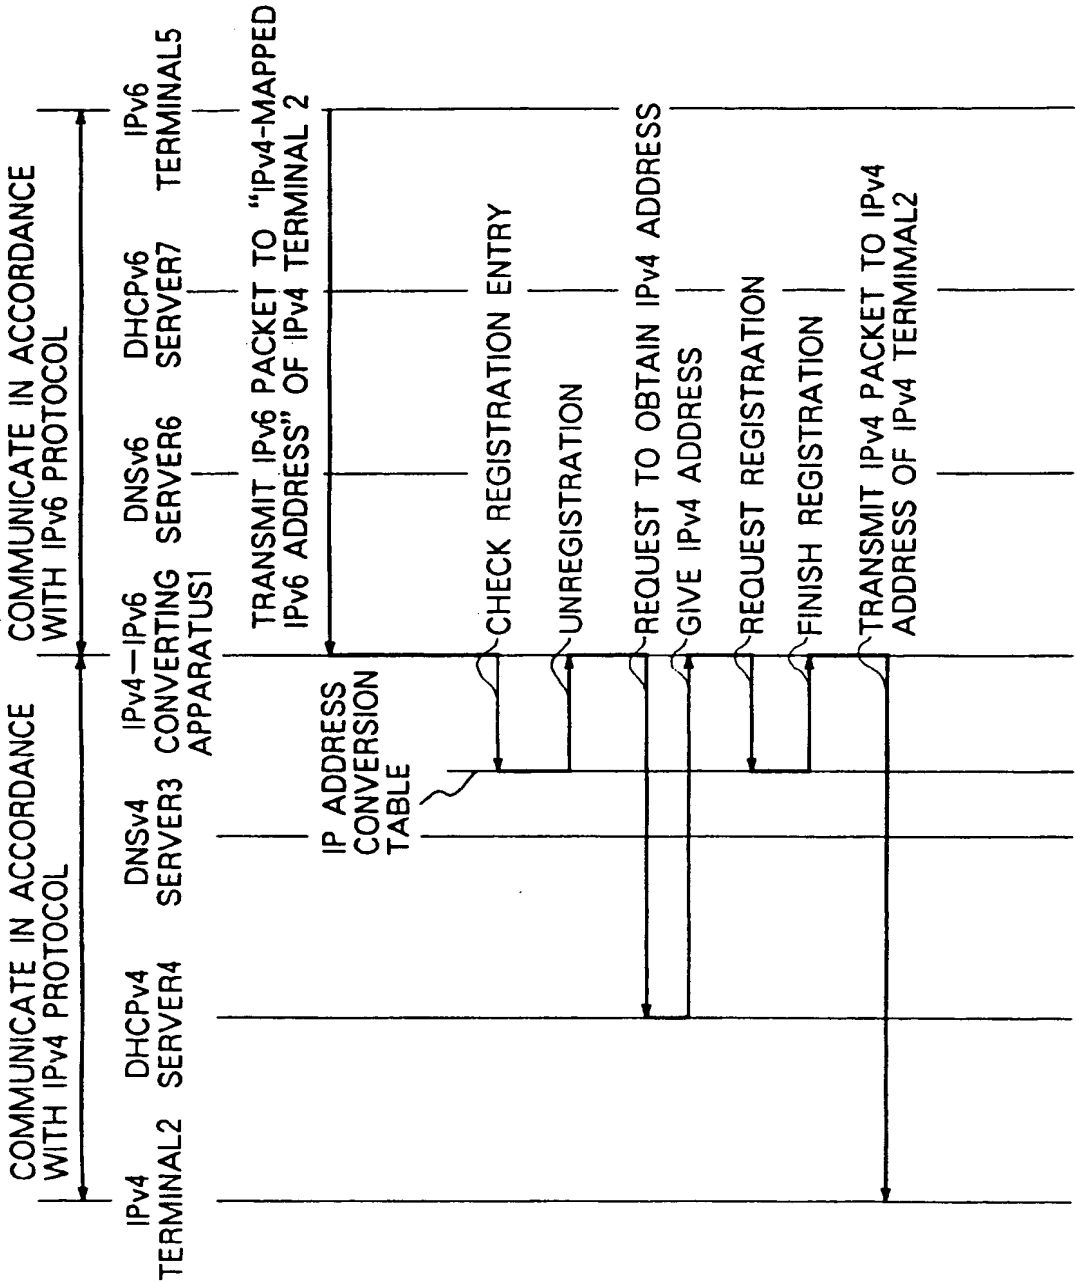 COMMUNICATE IN ACCORDANCE
WITH IPv4 PROTOCOL
COMMUNICATE IN ACCORDANCE
WITH IPv6 PROTOCOL
IPv4
TERMINAL2
DHCPv4
SERVER4
DNSv4
SERVER3
IPv4—IPv6
CONVERTING
APPARATUS1
DNSv6
SERVER6
DHCPv6
SERVER7
IPv6
TERMINAL5
TRANSMIT IPv6 PACKET TO "IPv4-MAPPED
IPv6 ADDRESS" OF IPv4 TERMINAL 2
IP ADDRESS
CONVERSION
TABLE
CHECK REGISTRATION ENTRY
UNREGISTRATION
REQUEST TO OBTAIN IPv4 ADDRESS
GIVE IPv4 ADDRESS
REQUEST REGISTRATION
FINISH REGISTRATION
TRANSMIT IPv4 PACKET TO IPv4
ADDRESS OF IPv4 TERMIMAL2